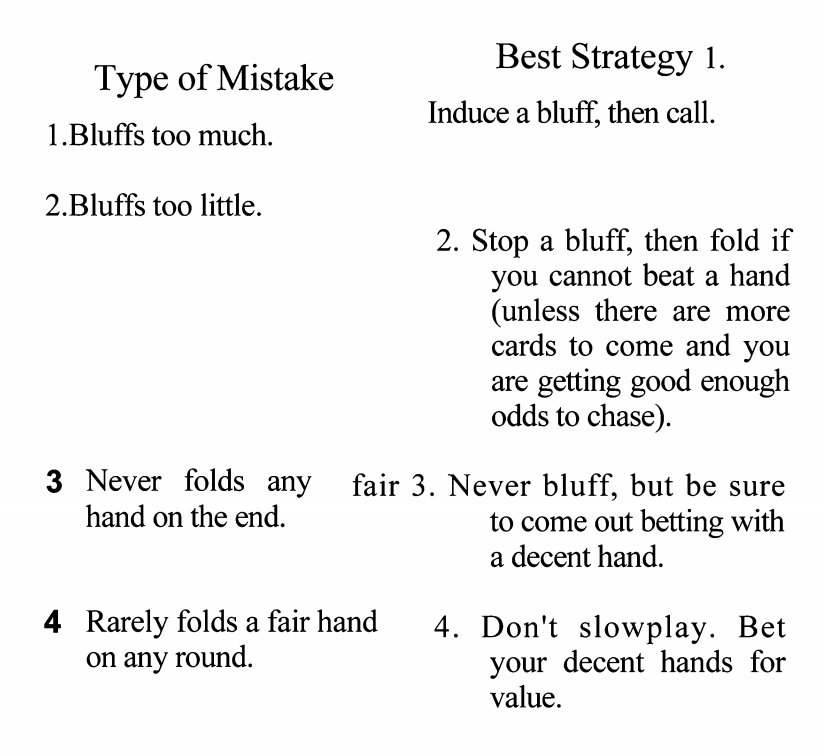 Type of Mistake
Best Strategy 1.
1.Bluffs too much.
Induce a bluff, then call.
2.Bluffs too little.
2. Stop a bluff, then fold if
you cannot beat a hand
(unless there are more
cards to come and you
are getting good enough
odds to chase).
3 Never folds any fair
hand on the end.
3. Never bluff, but be sure
to come out betting with
a decent hand.
4 Rarely folds a fair hand
on any round.
4. Don't slowplay. Bet
your decent hands for
value.